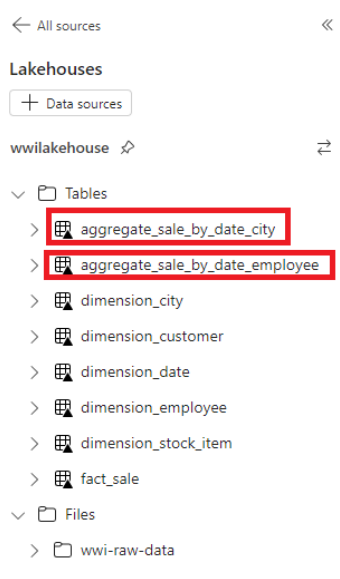 All sources
Lakehouses
Data sources
wwilakehouse
Tables
aggregate_sale_by_date_city
aggregate_sale_by_date_employee
dimension_city
dimension_customer
dimension_date
dimension_employee
dimension_stock_item
fact_sale
Files
wwi-raw-data